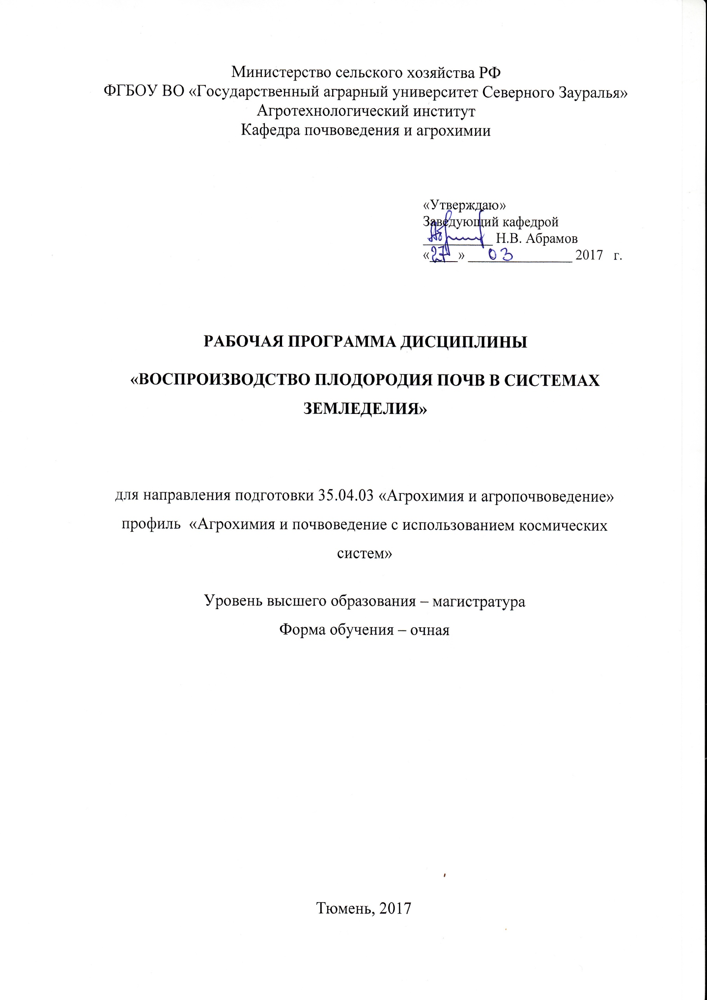 Министерство сельского хозяйства РФ
ФГБОУ ВО «Государственный аграрный университет Северного Зауралья»
Агротехнологический институт
Кафедра почвоведения и агрохимии
«Утверждаю»
Заведующий кафедрой
____________ Н.В. Абрамов
«27» 03 2017 г.
РАБОЧАЯ ПРОГРАММА ДИСЦИПЛИНЫ
«ВОСПРОИЗВОДСТВО ПЛОДОРОДИЯ ПОЧВ В СИСТЕМАХ
ЗЕМЛЕДЕЛИЯ»
для направления подготовки 35.04.03 «Агрохимия и агропочвоведение»
профиль «Агрохимия и почвоведение с использованием космических
систем»
Уровень высшего образования – магистратура
Форма обучения – очная
Тюмень, 2017